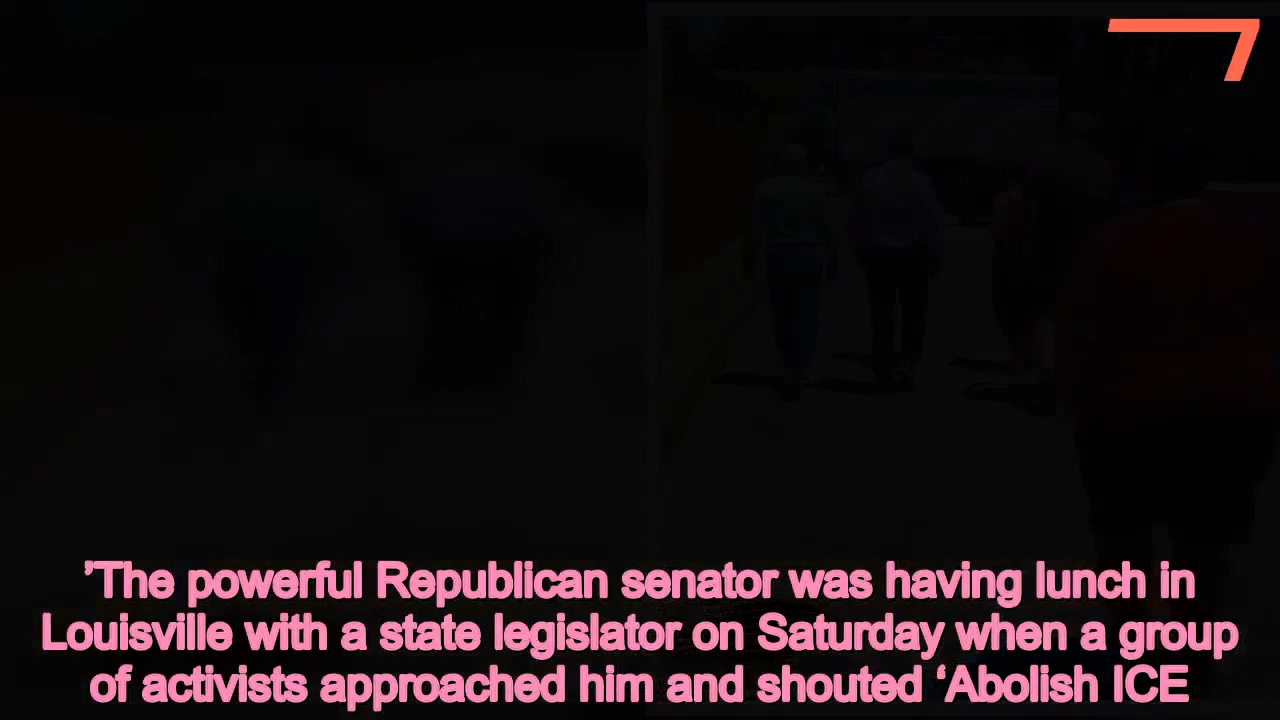 ’The powerful Republican senator was having lunch in
Louisville with a state legislator on Saturday when a group
of activists approached him and shouted ‘Abolish ICE